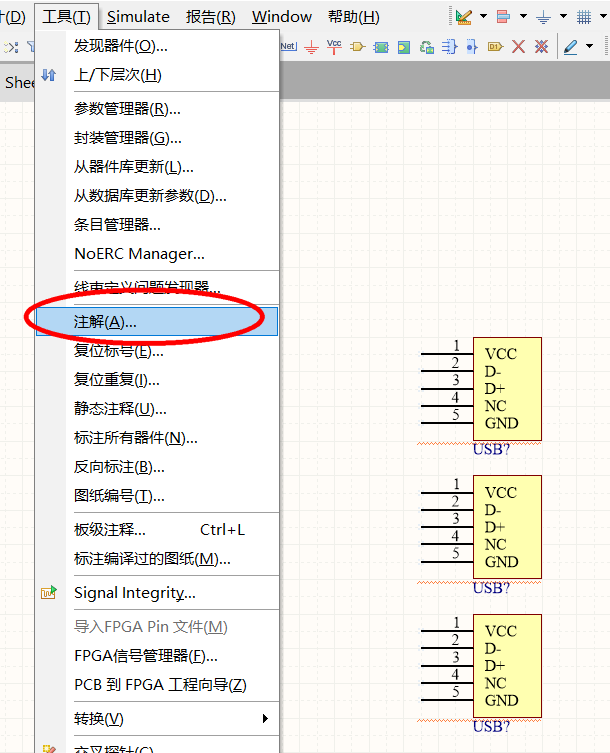 (D) 工具(T) Simulate 报告(R) Window 帮助(H)
Net Vcc D1
Shee
发现器件(O)...
上/下层次(H)
参数管理器(R)...
封装管理器(G)...
从器件库更新(L)...
从数据库更新参数(D)...
条目管理器...
NoERC Manager...
线束定义问题发现器...
注解(A)...
复位标号(E)...
复位重复(I)...
静态注释(U)...
标注所有器件(N)...
反向标注(B)...
图纸编号(T)...
板级注释... Ctrl+L
标注编译过的图纸(M)...
Signal Integrity...
导入FPGA Pin 文件(M)
FPGA信号管理器(F)...
PCB 到 FPGA 工程向导(Z)
转换(V)
交叉探针(C)
1 VCC
2 D-
3 D+
4 NC
5 GND
USB?
1 VCC
2 D-
3 D+
4 NC
5 GND
USB?
1 VCC
2 D-
3 D+
4 NC
5 GND
USB?